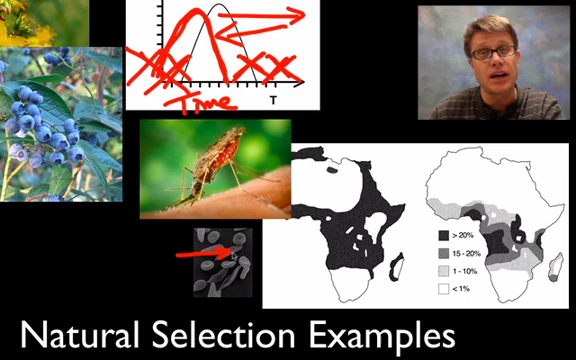 Time
T
> 20%
15 - 20%
1 - 10%
< 1%
Natural Selection Examples